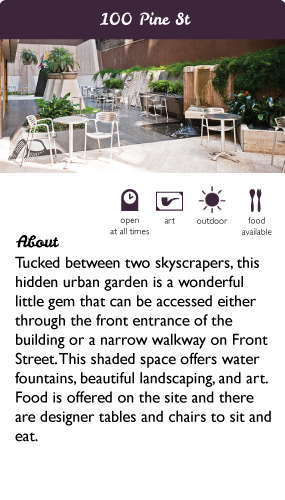 100 Pine St
open
at all times
art
outdoor
food
available
About
Tucked between two skyscrapers, this
hidden urban garden is a wonderful
little gem that can be accessed either
through the front entrance of the
building or a narrow walkway on Front
Street. This shaded space offers water
fountains, beautiful landscaping, and art.
Food is offered on the site and there
are designer tables and chairs to sit and
eat.